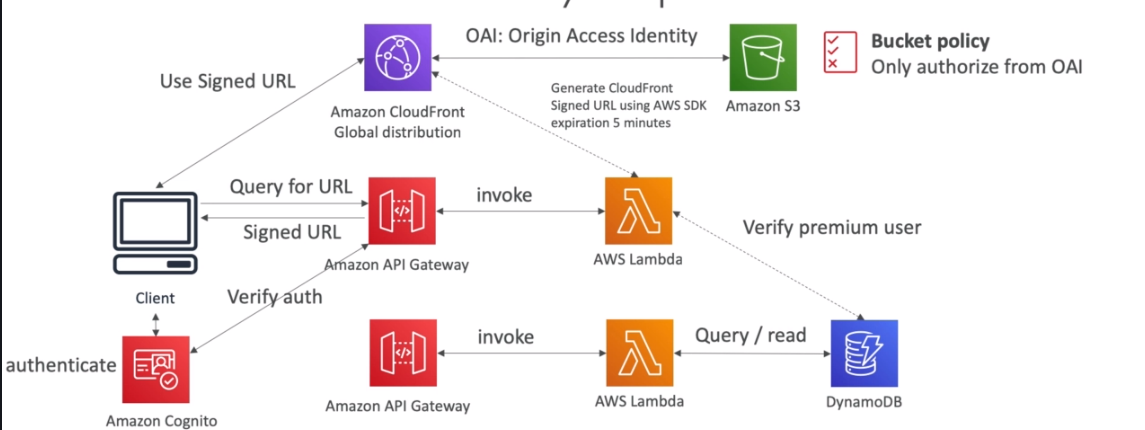 OAI: Origin Access Identity
Bucket policy
Only authorize from OAI
Use Signed URL
Generate CloudFront
Signed URL using AWS SDK
expiration 5 minutes
Amazon CloudFront
Global distribution
Amazon S3
Query for URL
invoke
Signed URL
Verify premium user
Amazon API Gateway
AWS Lambda
Client
Verify auth
invoke
Query / read
authenticate
Amazon API Gateway
AWS Lambda
DynamoDB
Amazon Cognito